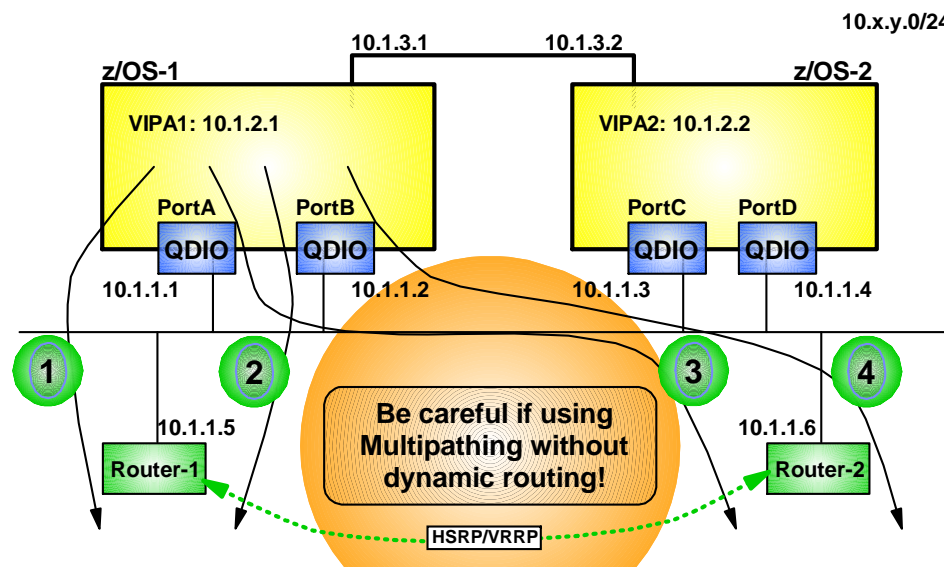 10.x.y.0/24
10.1.3.1
10.1.3.2
z/OS-1
z/OS-2
VIPA1: 10.1.2.1
VIPA2: 10.1.2.2
PortA
PortB
PortC
PortD
QDIO
QDIO
QDIO
QDIO
10.1.1.1
10.1.1.2
10.1.1.3
10.1.1.4
1
2
3
4
Be careful if using
Multipathing without
dynamic routing!
10.1.1.5
10.1.1.6
Router-1
Router-2
HSRP/VRRP